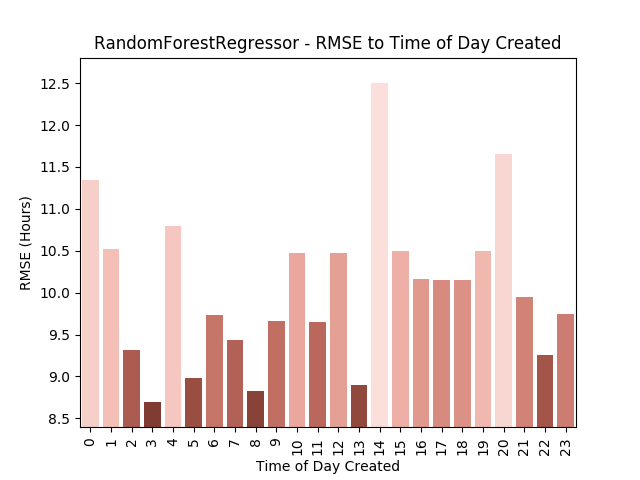 RandomForestRegressor - RMSE to Time of Day Created
RMSE (Hours)
12.5
12.0
11.5
11.0
10.5
10.0
9.5
9.0
8.5
0 1 2 3 4 5 6 7 8 9 10 11 12 13 14 15 16 17 18 19 20 21 22 23
Time of Day Created